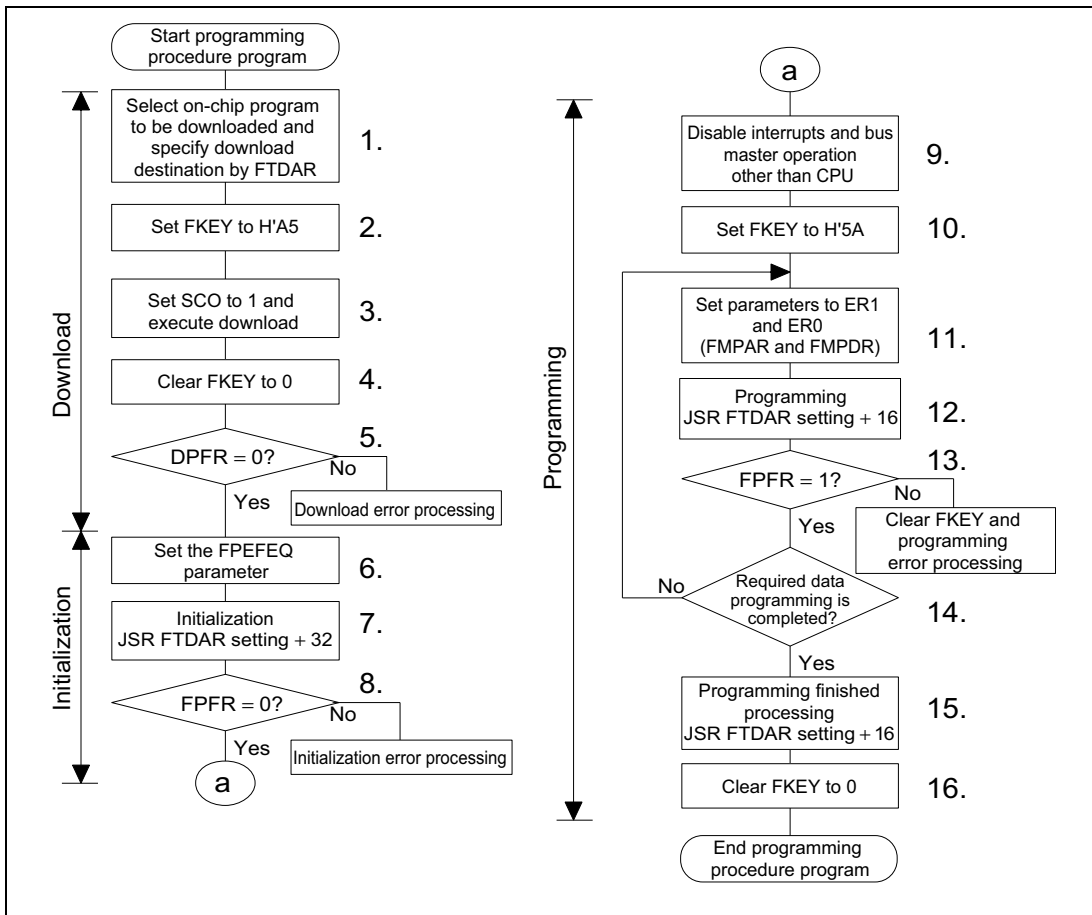 Start programming
procedure program
Download
Select on-chip program
to be downloaded and
specify download
destination by FTDAR
1.
Set FKEY to H'A5
2.
Set SCO to 1 and
execute download
3.
Clear FKEY to 0
4.
5.
DPFR = 0?
No
Yes
Download error processing
Initialization
Set the FPEFEQ
parameter
6.
Initialization
JSR FTDAR setting + 32
7.
8.
FPFR = 0?
No
Yes
Initialization error processing
a
a
Programming
Disable interrupts and bus
master operation
other than CPU
9.
Set FKEY to H'5A
10.
Set parameters to ER1
and ER0
(FMPAR and FMPDR)
11.
Programming
JSR FTDAR setting + 16
12.
13.
FPFR = 1?
No
Yes
Clear FKEY and
programming
error processing
No
Required data
programming is
completed?
14.
Yes
Programming finished
processing
JSR FTDAR setting + 16
15.
Clear FKEY to 0
16.
End programming
procedure program